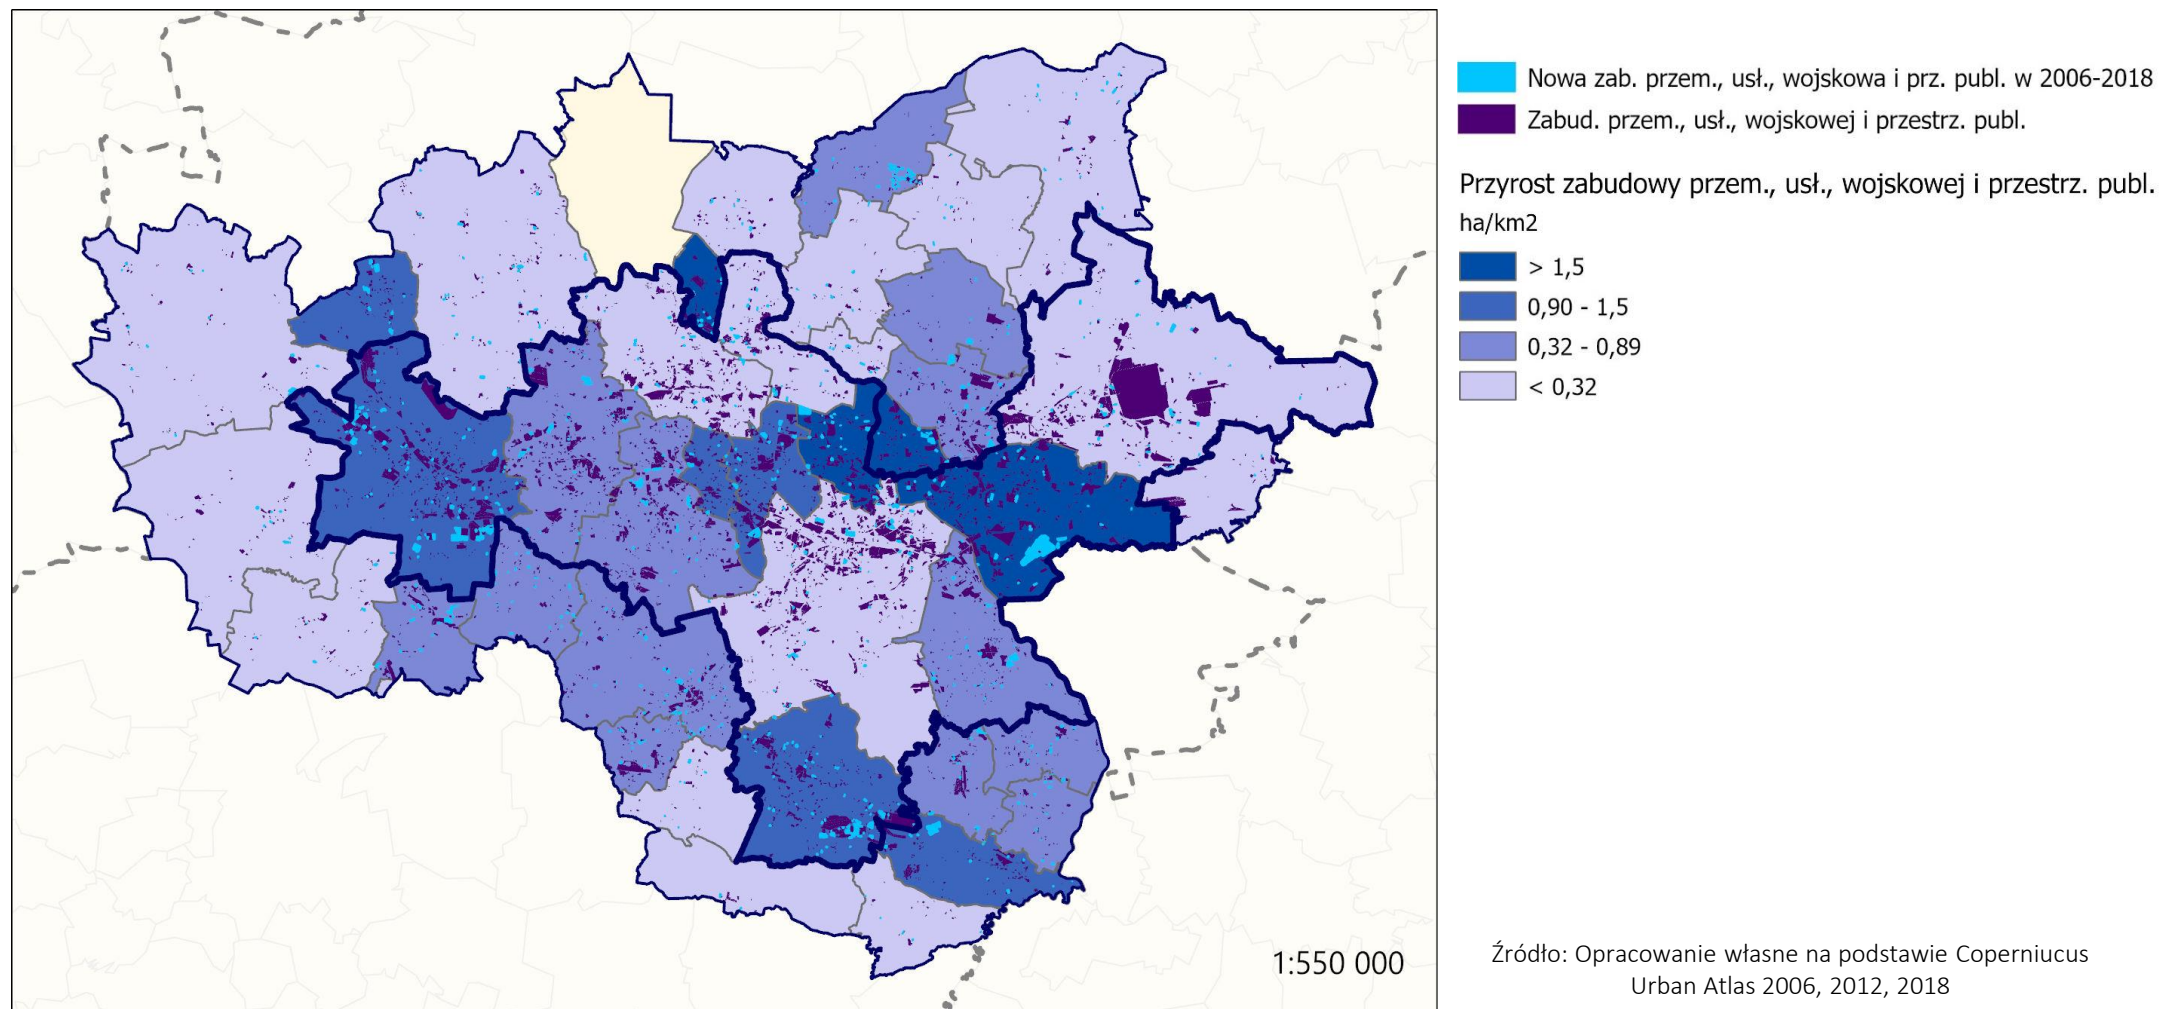 Nowa zab. przem., usł., wojskowa i prz. publ. w 2006-2018
Zabud. przem., usł., wojskowej i przestrz. publ.
Przyrost zabudowy przem., usł., wojskowej i przestrz. publ.
ha/km2
> 1,5
0,90 - 1,5
0,32 - 0,89
< 0,32
1:550 000
Źródło: Opracowanie własne na podstawie Coperniucus
Urban Atlas 2006, 2012, 2018